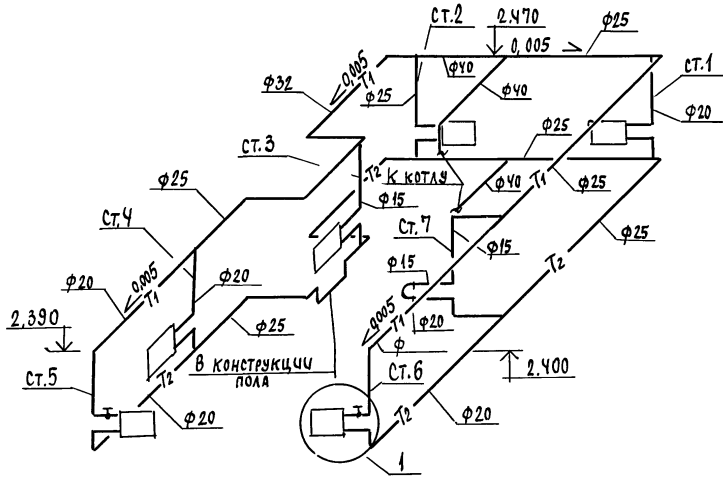 СТ.2
2.470
ф25
0,005
ф40
СТ.1
0,005
Т1
ф32
ф25
ф40
ф20
СТ.3
Т2
ф25
К КОТЛУ
ф40
Т1
ф25
ф25
ф15
СТ.4
СТ.7
ф15
ф25
Т2
ф15
ф20
0,005
Т1
ф20
0,005
Т1
ф20
2,390
ф25
ф
В КОНСТРУКЦИИ
ПОЛА
Т2
СТ.5
СТ.6
2.400
ф20
Т2
ф20
1